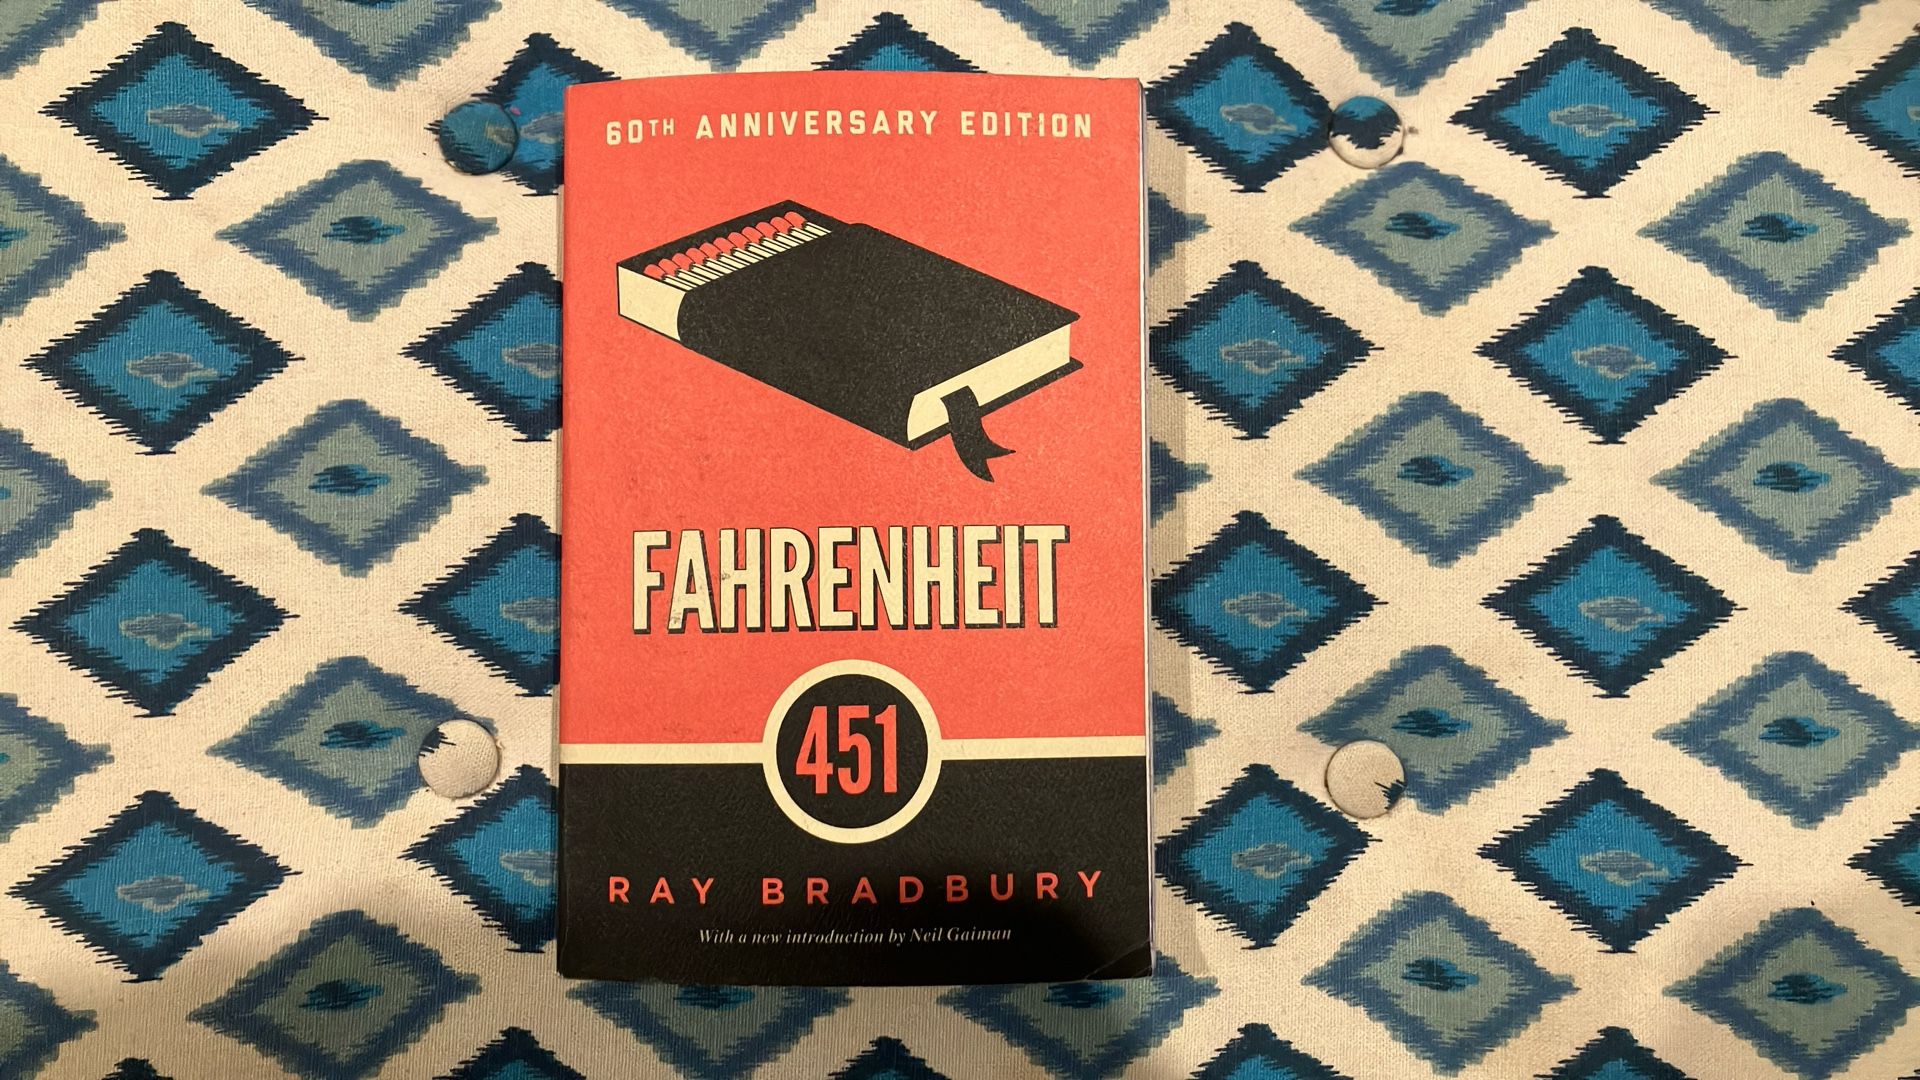 60TH ANNIVERSARY EDITION
FAHRENHEIT
451
RAY BRADBURY
With a new introduction by Neil Gaiman